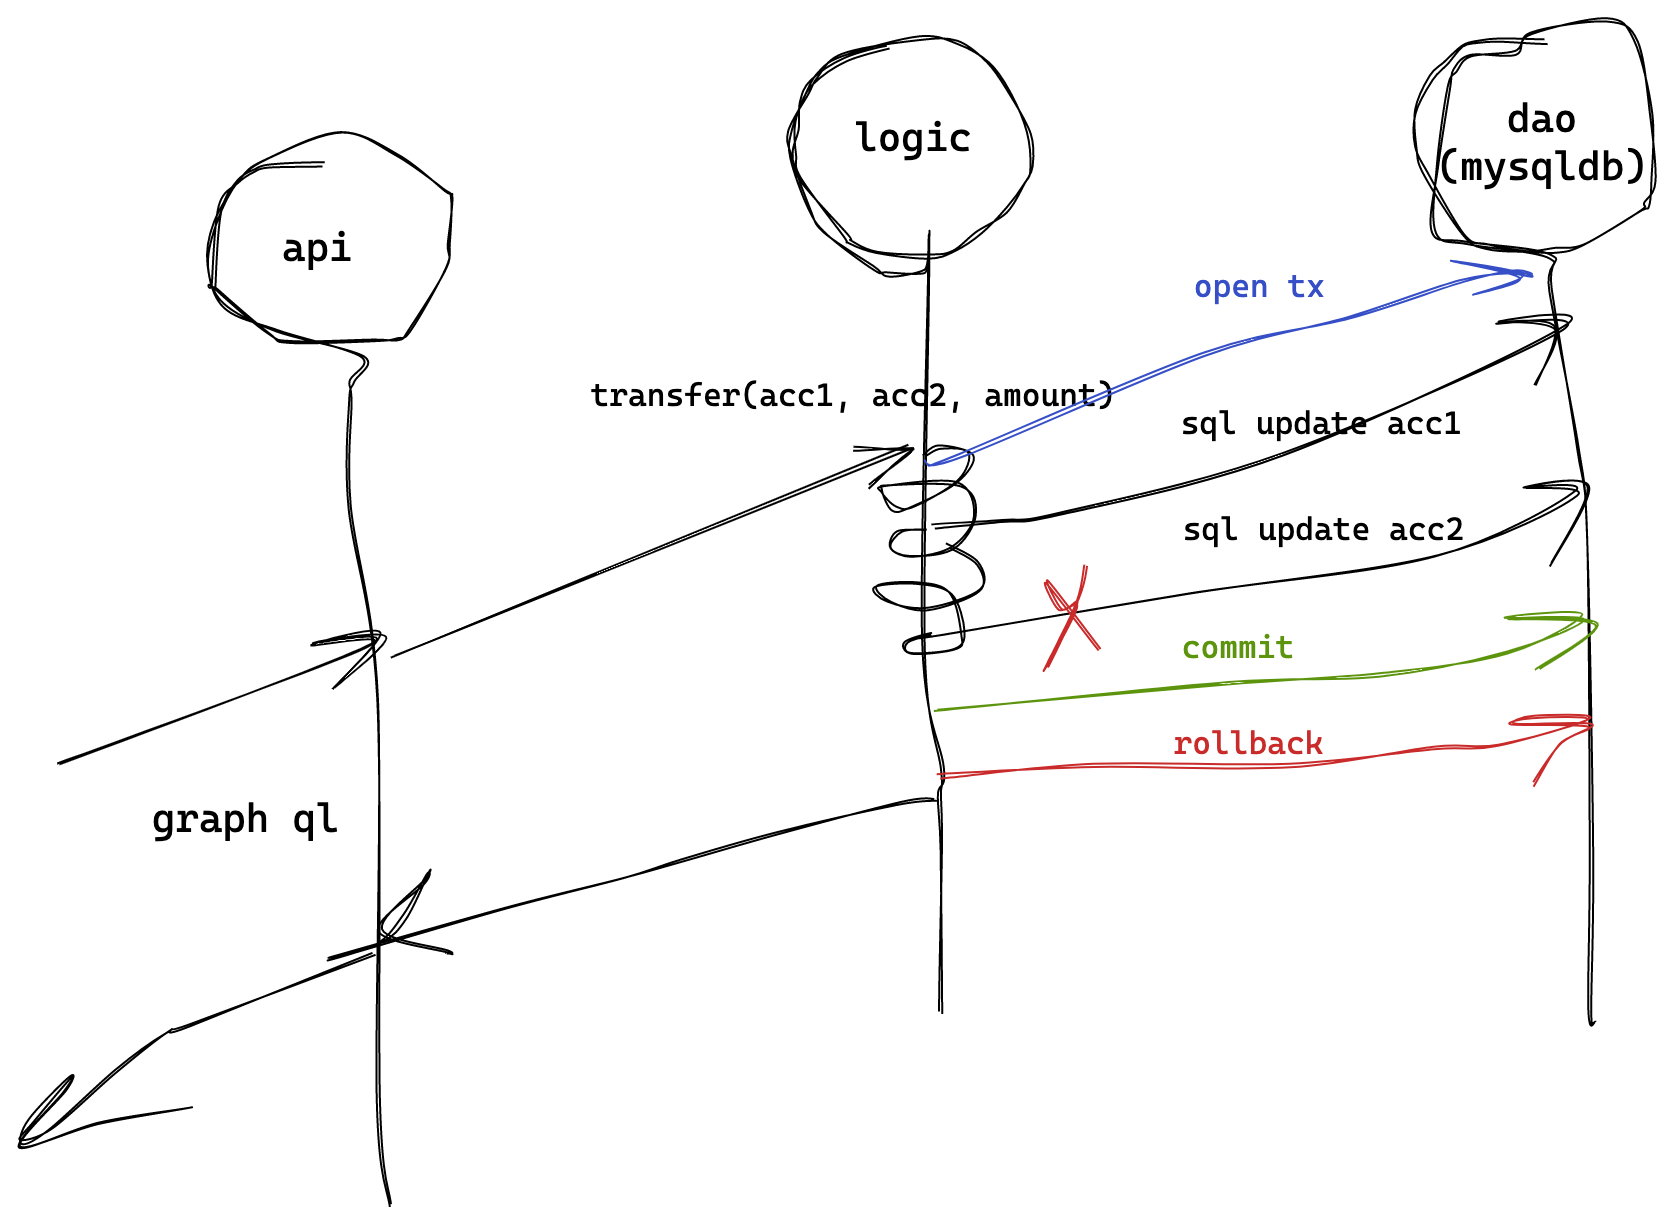 api
logic
dao
(mysqldb)
open tx
transfer(acc1, acc2, amount)
sql update acc1
sql update acc2
commit
rollback
graph ql